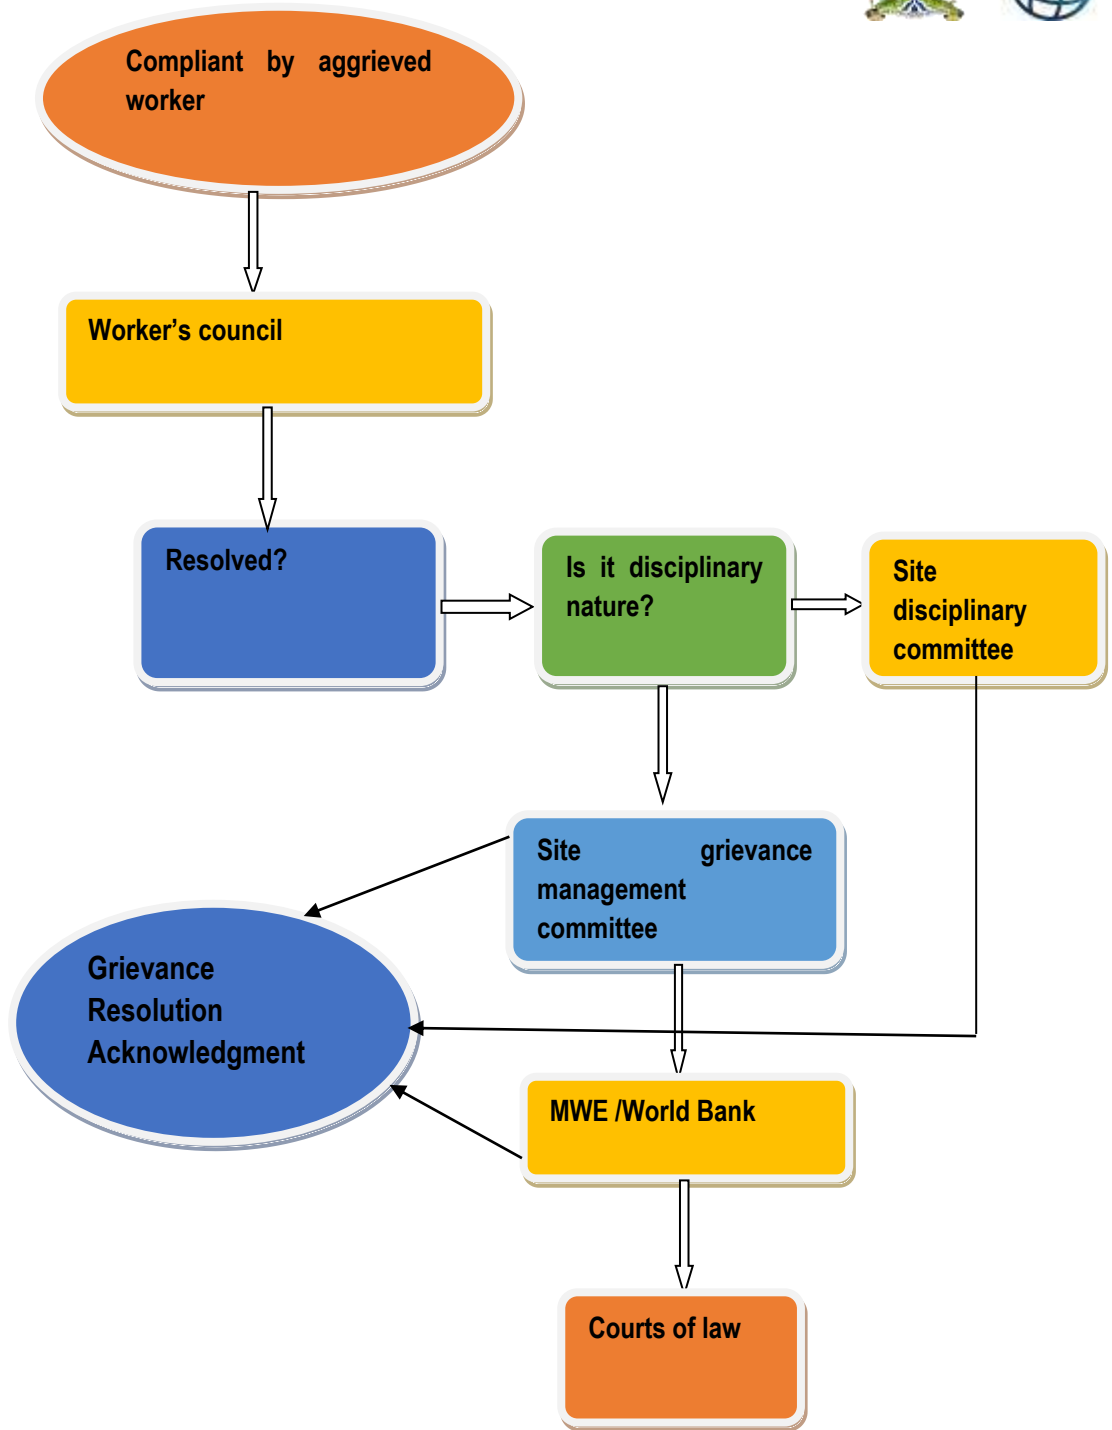 Compliant by aggrieved
worker
Worker’s council
Resolved?
Is it disciplinary
nature?
Site
disciplinary
committee
Site grievance
management
committee
Grievance
Resolution
Acknowledgment
MWE /World Bank
Courts of law